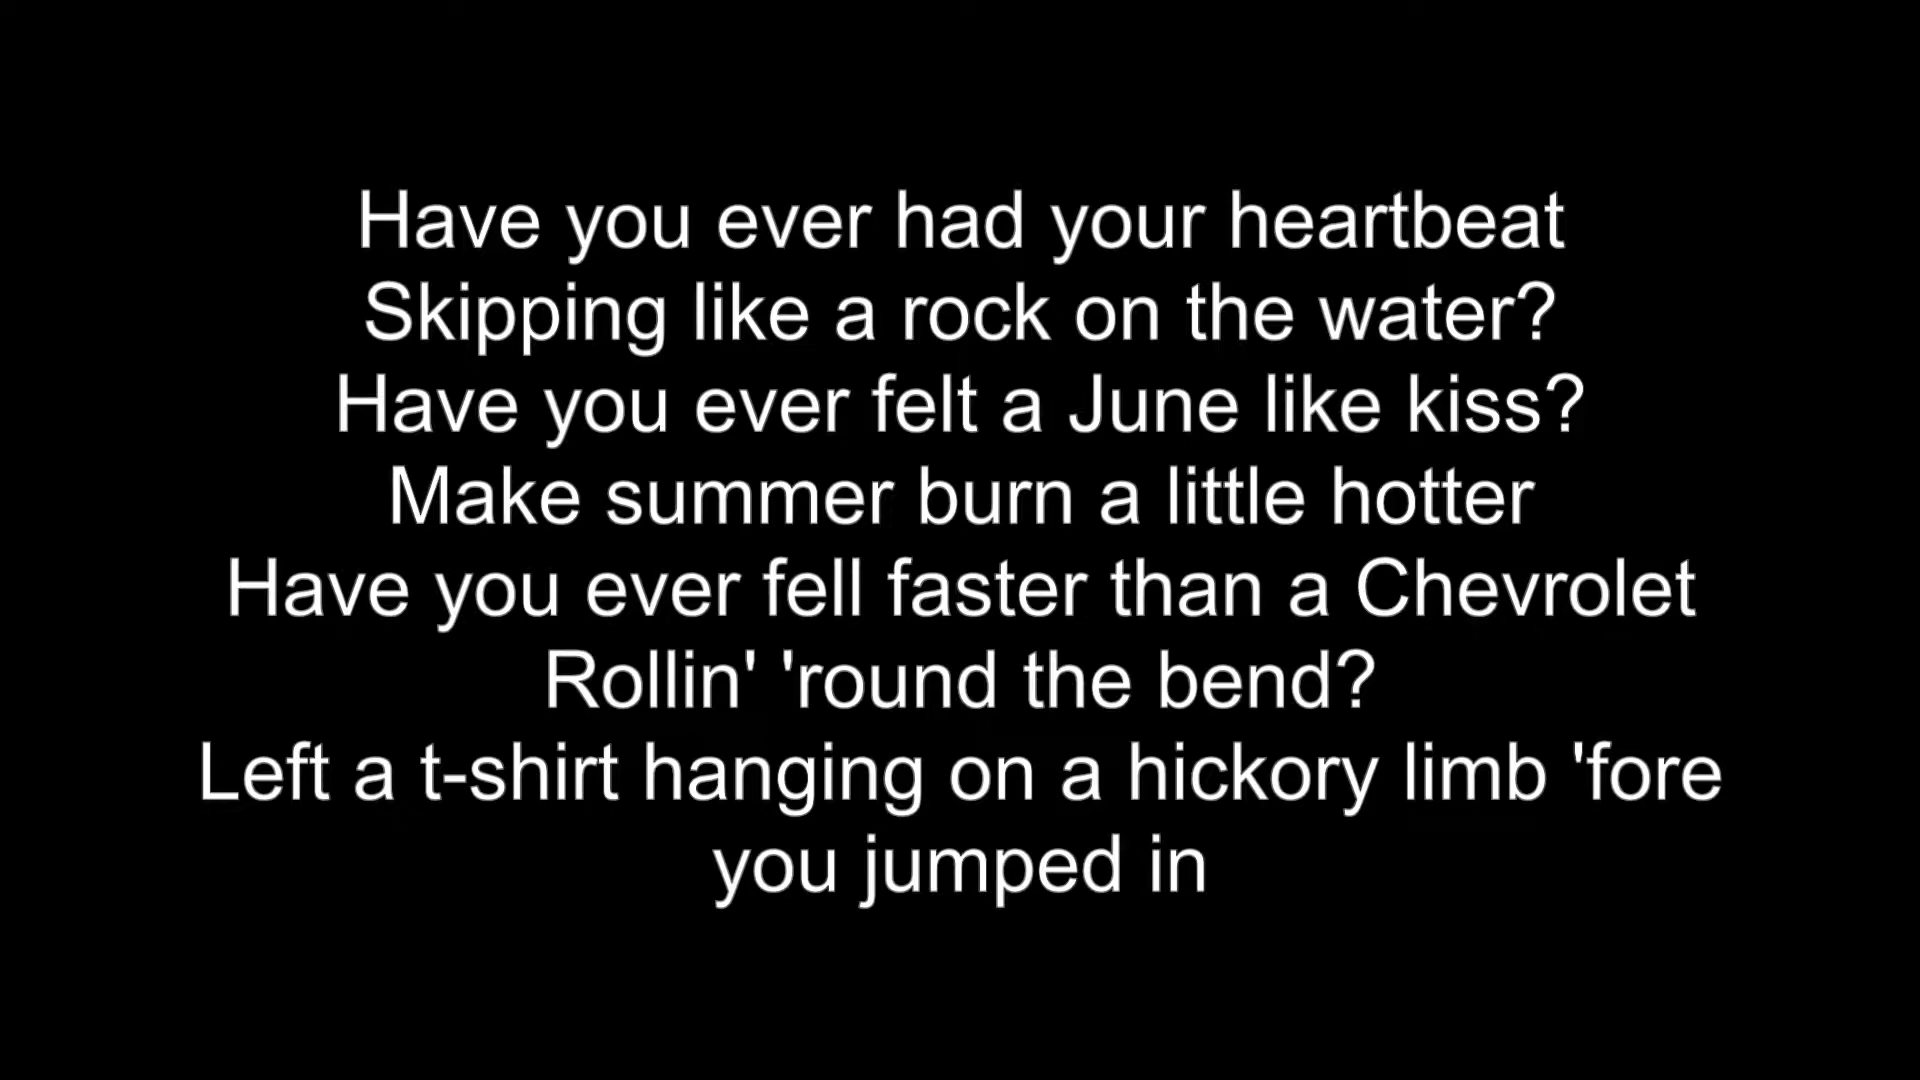 Have you ever had your heartbeat
Skipping like a rock on the water?
Have you ever felt a June like kiss?
Make summer burn a little hotter
Have you ever fell faster than a Chevrolet
Rollin' 'round the bend?
Left a t-shirt hanging on a hickory limb 'fore
you jumped in